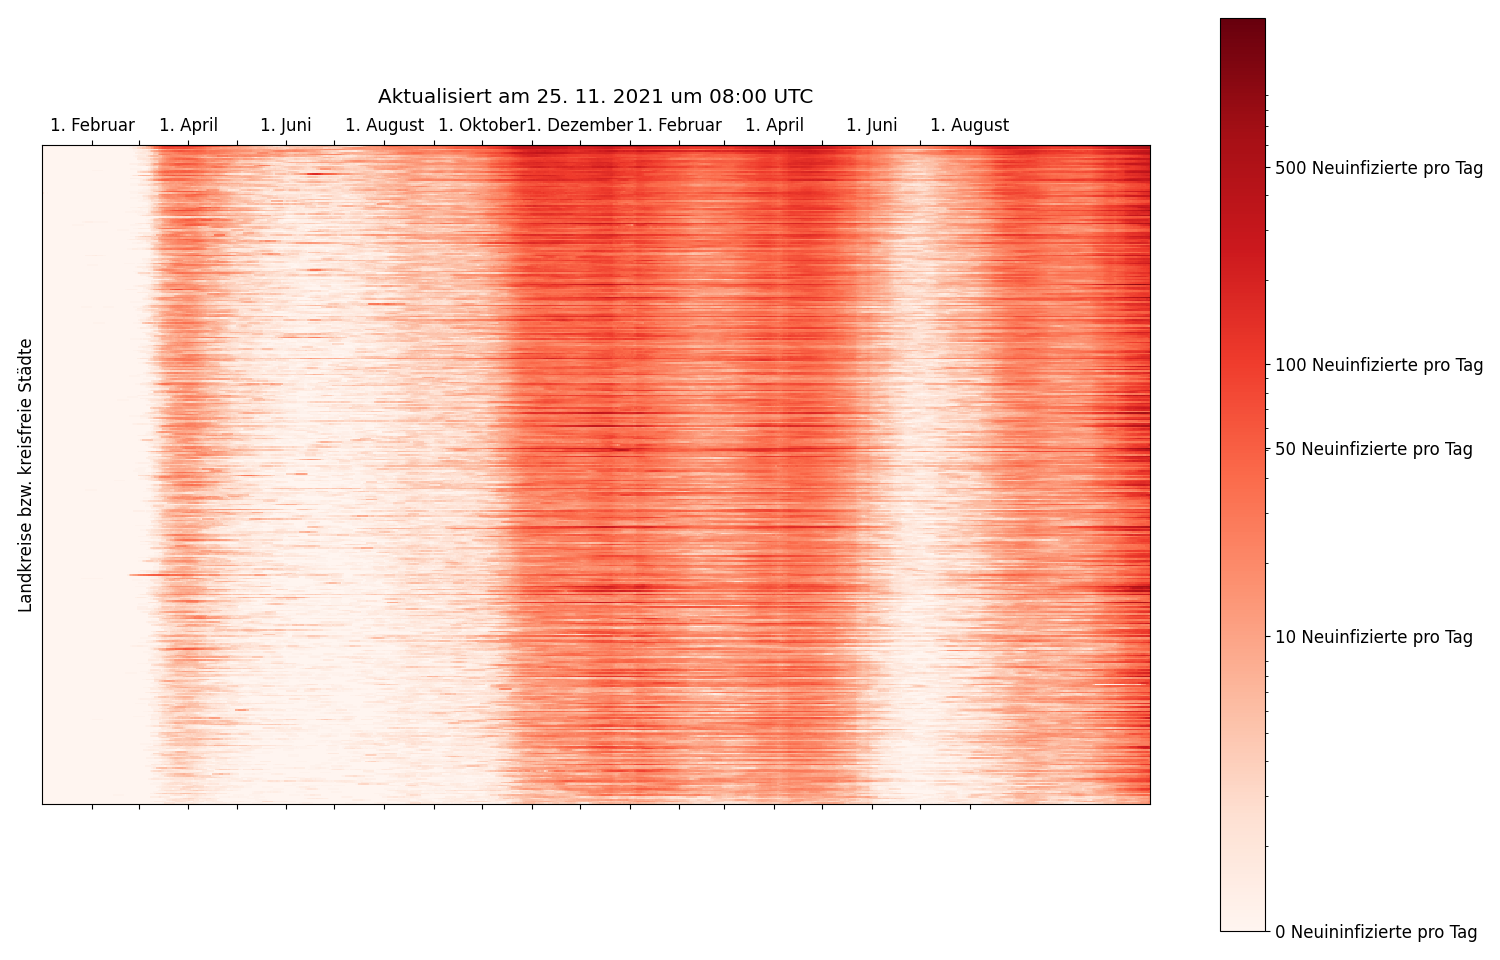 Aktualisiert am 25. 11. 2021 um 08:00 UTC
1. Februar 1. April 1. Juni 1. August 1. Oktober 1. Dezember 1. Februar 1. April 1. Juni 1. August
Landkreise bzw. kreisfreie Städte
500 Neuinfizierte pro Tag
100 Neuinfizierte pro Tag
50 Neuinfizierte pro Tag
10 Neuinfizierte pro Tag
0 Neuininfizierte pro Tag